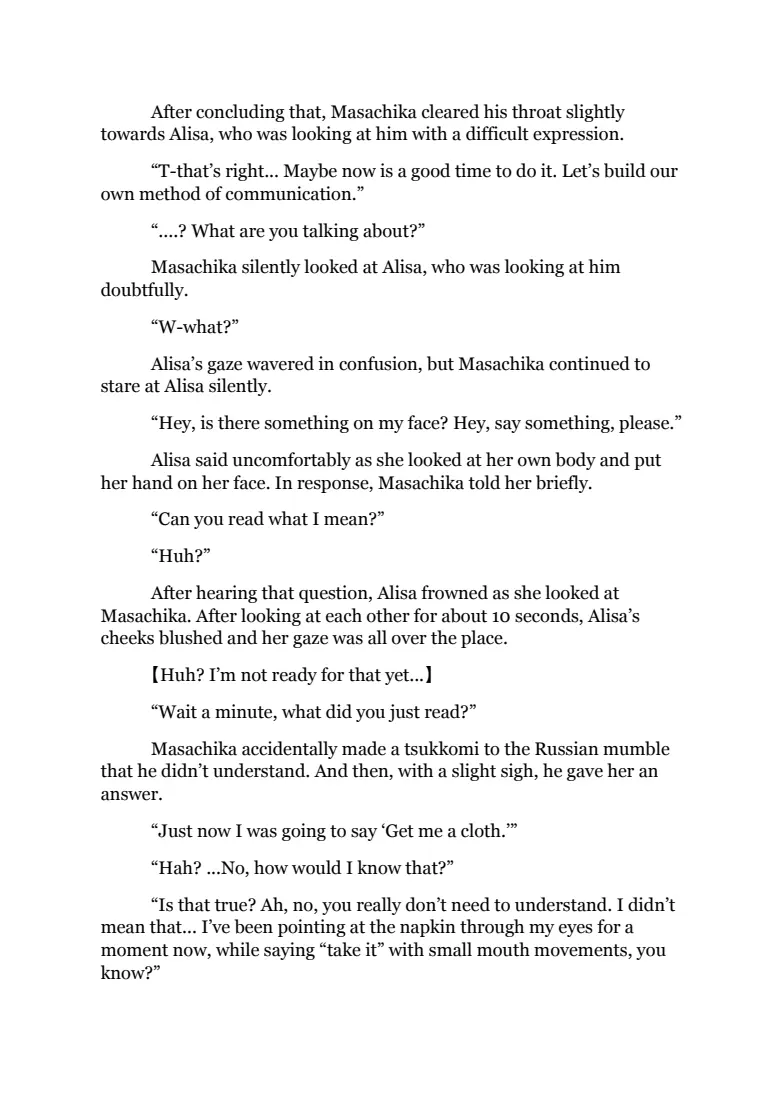 After concluding that, Masachika cleared his throat slightly
towards Alisa, who was looking at him with a difficult expression.
“T-that’s right... Maybe now is a good time to do it. Let’s build our
own method of communication.”
“....? What are you talking about?”
Masachika silently looked at Alisa, who was looking at him
doubtfully.
“W-what?”
Alisa’s gaze wavered in confusion, but Masachika continued to
stare at Alisa silently.
“Hey, is there something on my face? Hey, say something, please.”
Alisa said uncomfortably as she looked at her own body and put
her hand on her face. In response, Masachika told her briefly.
“Can you read what I mean?”
“Huh?”
After hearing that question, Alisa frowned as she looked at
Masachika. After looking at each other for about 10 seconds, Alisa’s
cheeks blushed and her gaze was all over the place.
【Huh? I’m not ready for that yet...】
“Wait a minute, what did you just read?”
Masachika accidentally made a tsukkomi to the Russian mumble
that he didn’t understand. And then, with a slight sigh, he gave her an
answer.
“Just now I was going to say ‘Get me a cloth.’”
“Hah? ...No, how would I know that?”
“Is that true? Ah, no, you really don’t need to understand. I didn’t
mean that... I’ve been pointing at the napkin through my eyes for a
moment now, while saying “take it” with small mouth movements, you
know?”